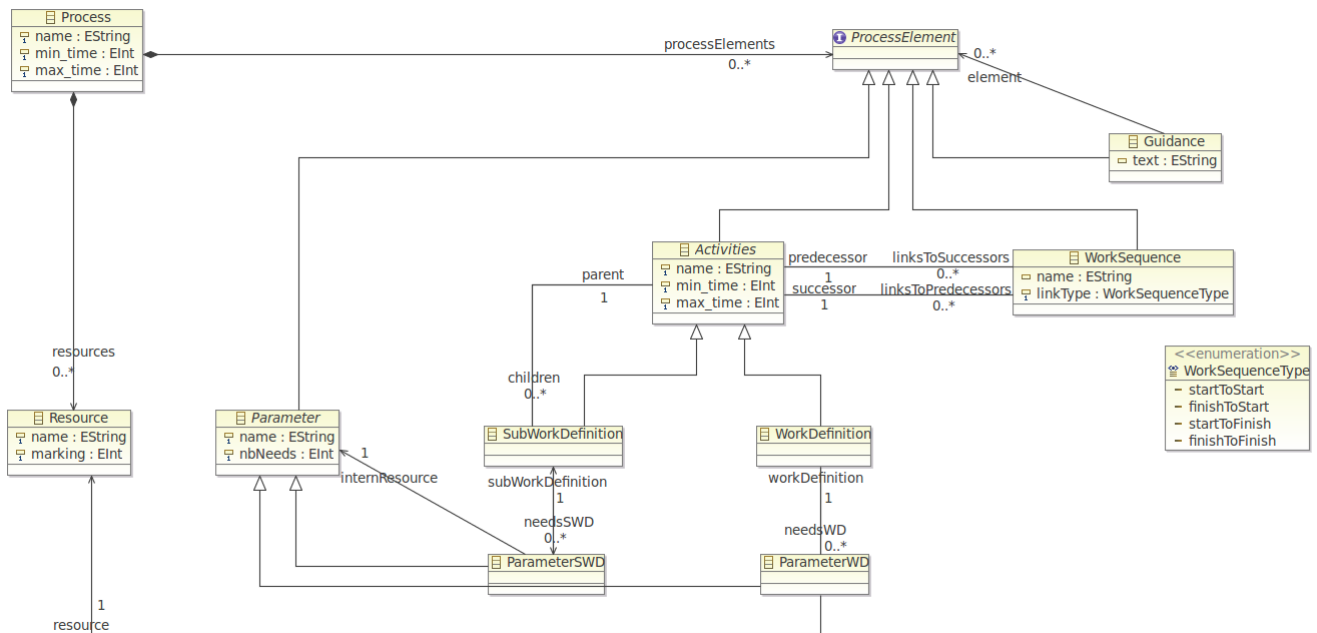 Process
name : EString
min_time : EInt
max_time : EInt
processElements
0..*
ProcessElement
0..*
element
Guidance
text : EString
Activities
name : EString
min_time : EInt
max_time : EInt
predecessor
1
linksToSuccessors
0..*
successor
1
linksToPredecessors
0..*
WorkSequence
name : EString
linkType : WorkSequenceType
parent
1
children
0..*
<<enumeration>>
WorkSequenceType
startToStart
finishToStart
startToFinish
finishToFinish
resources
0..*
Resource
name : EString
marking : EInt
Parameter
name : EString
nbNeeds : EInt
1
internResource
SubWorkDefinition
WorkDefinition
subWorkDefinition
1
needsSWD
0..*
workDefinition
1
needsWD
0..*
ParameterSWD
ParameterWD
1
resource